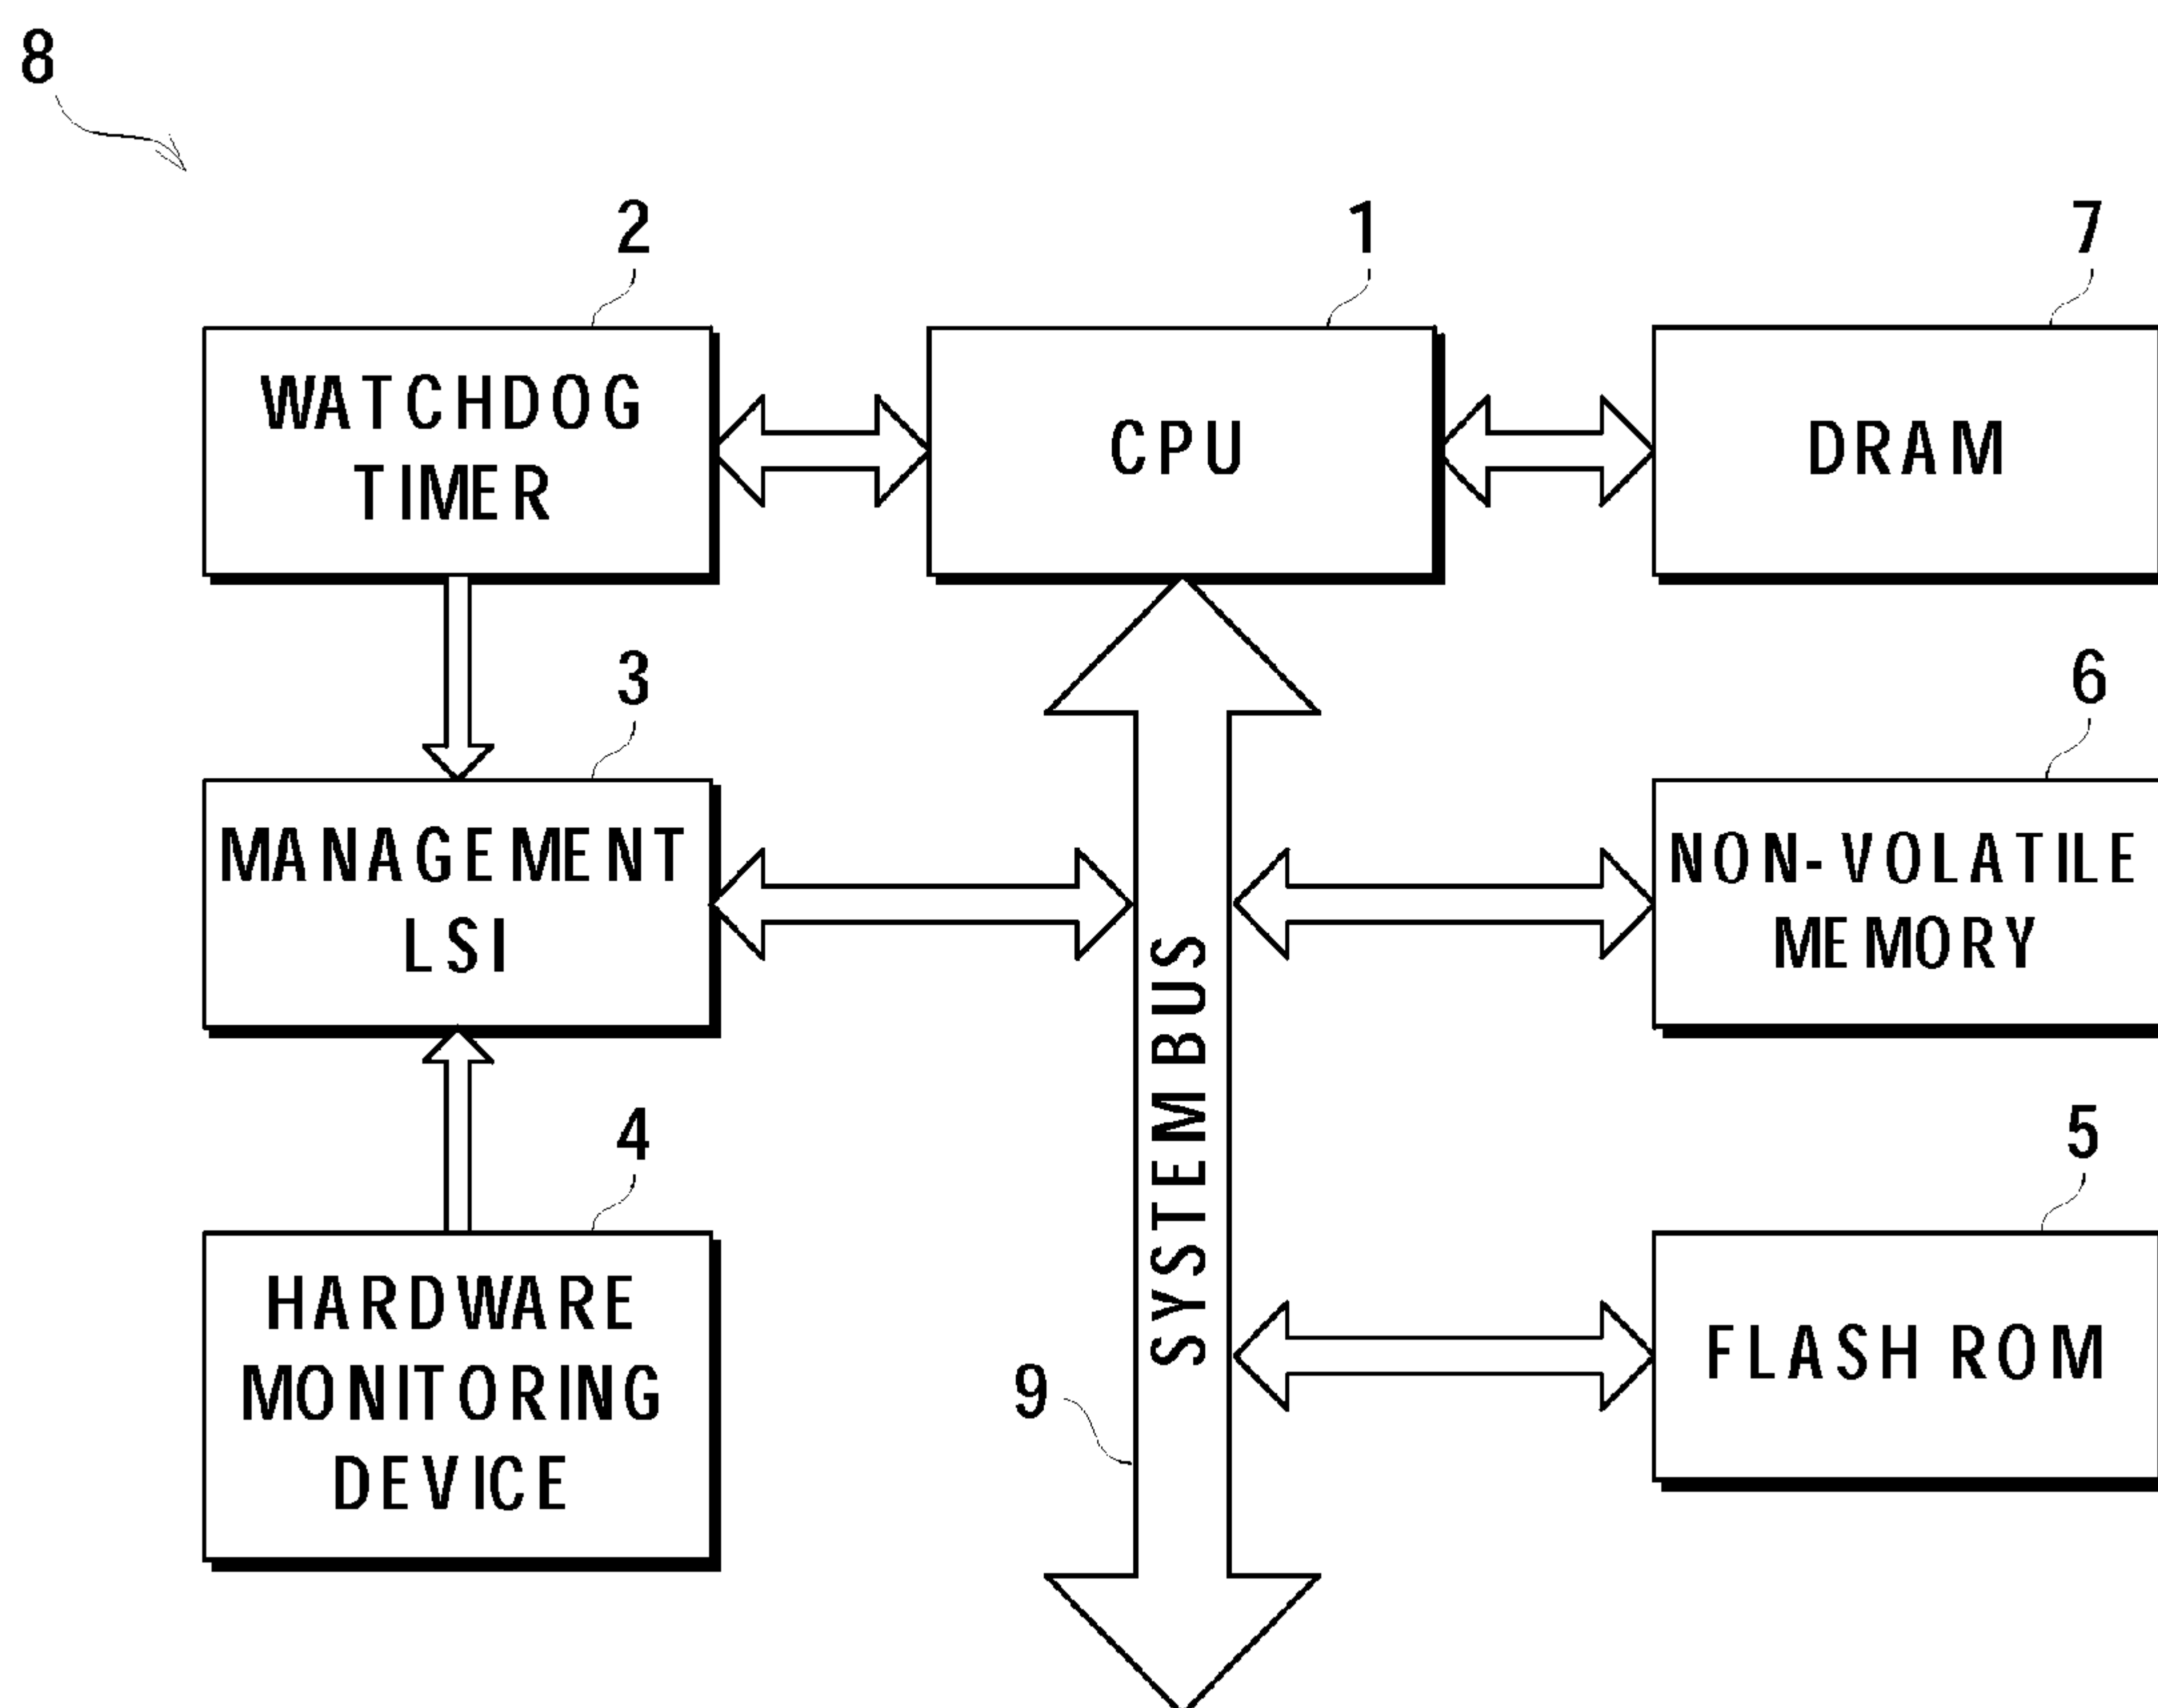 8
2
1
7
WATCHDOG
TIMER
CPU
DRAM
3
6
MANAGEMENT
LSI
NON-VOLATILE
MEMORY
SYSTEMBUS
4
5
HARDWARE
MONITORING
DEVICE
FLASH ROM
9